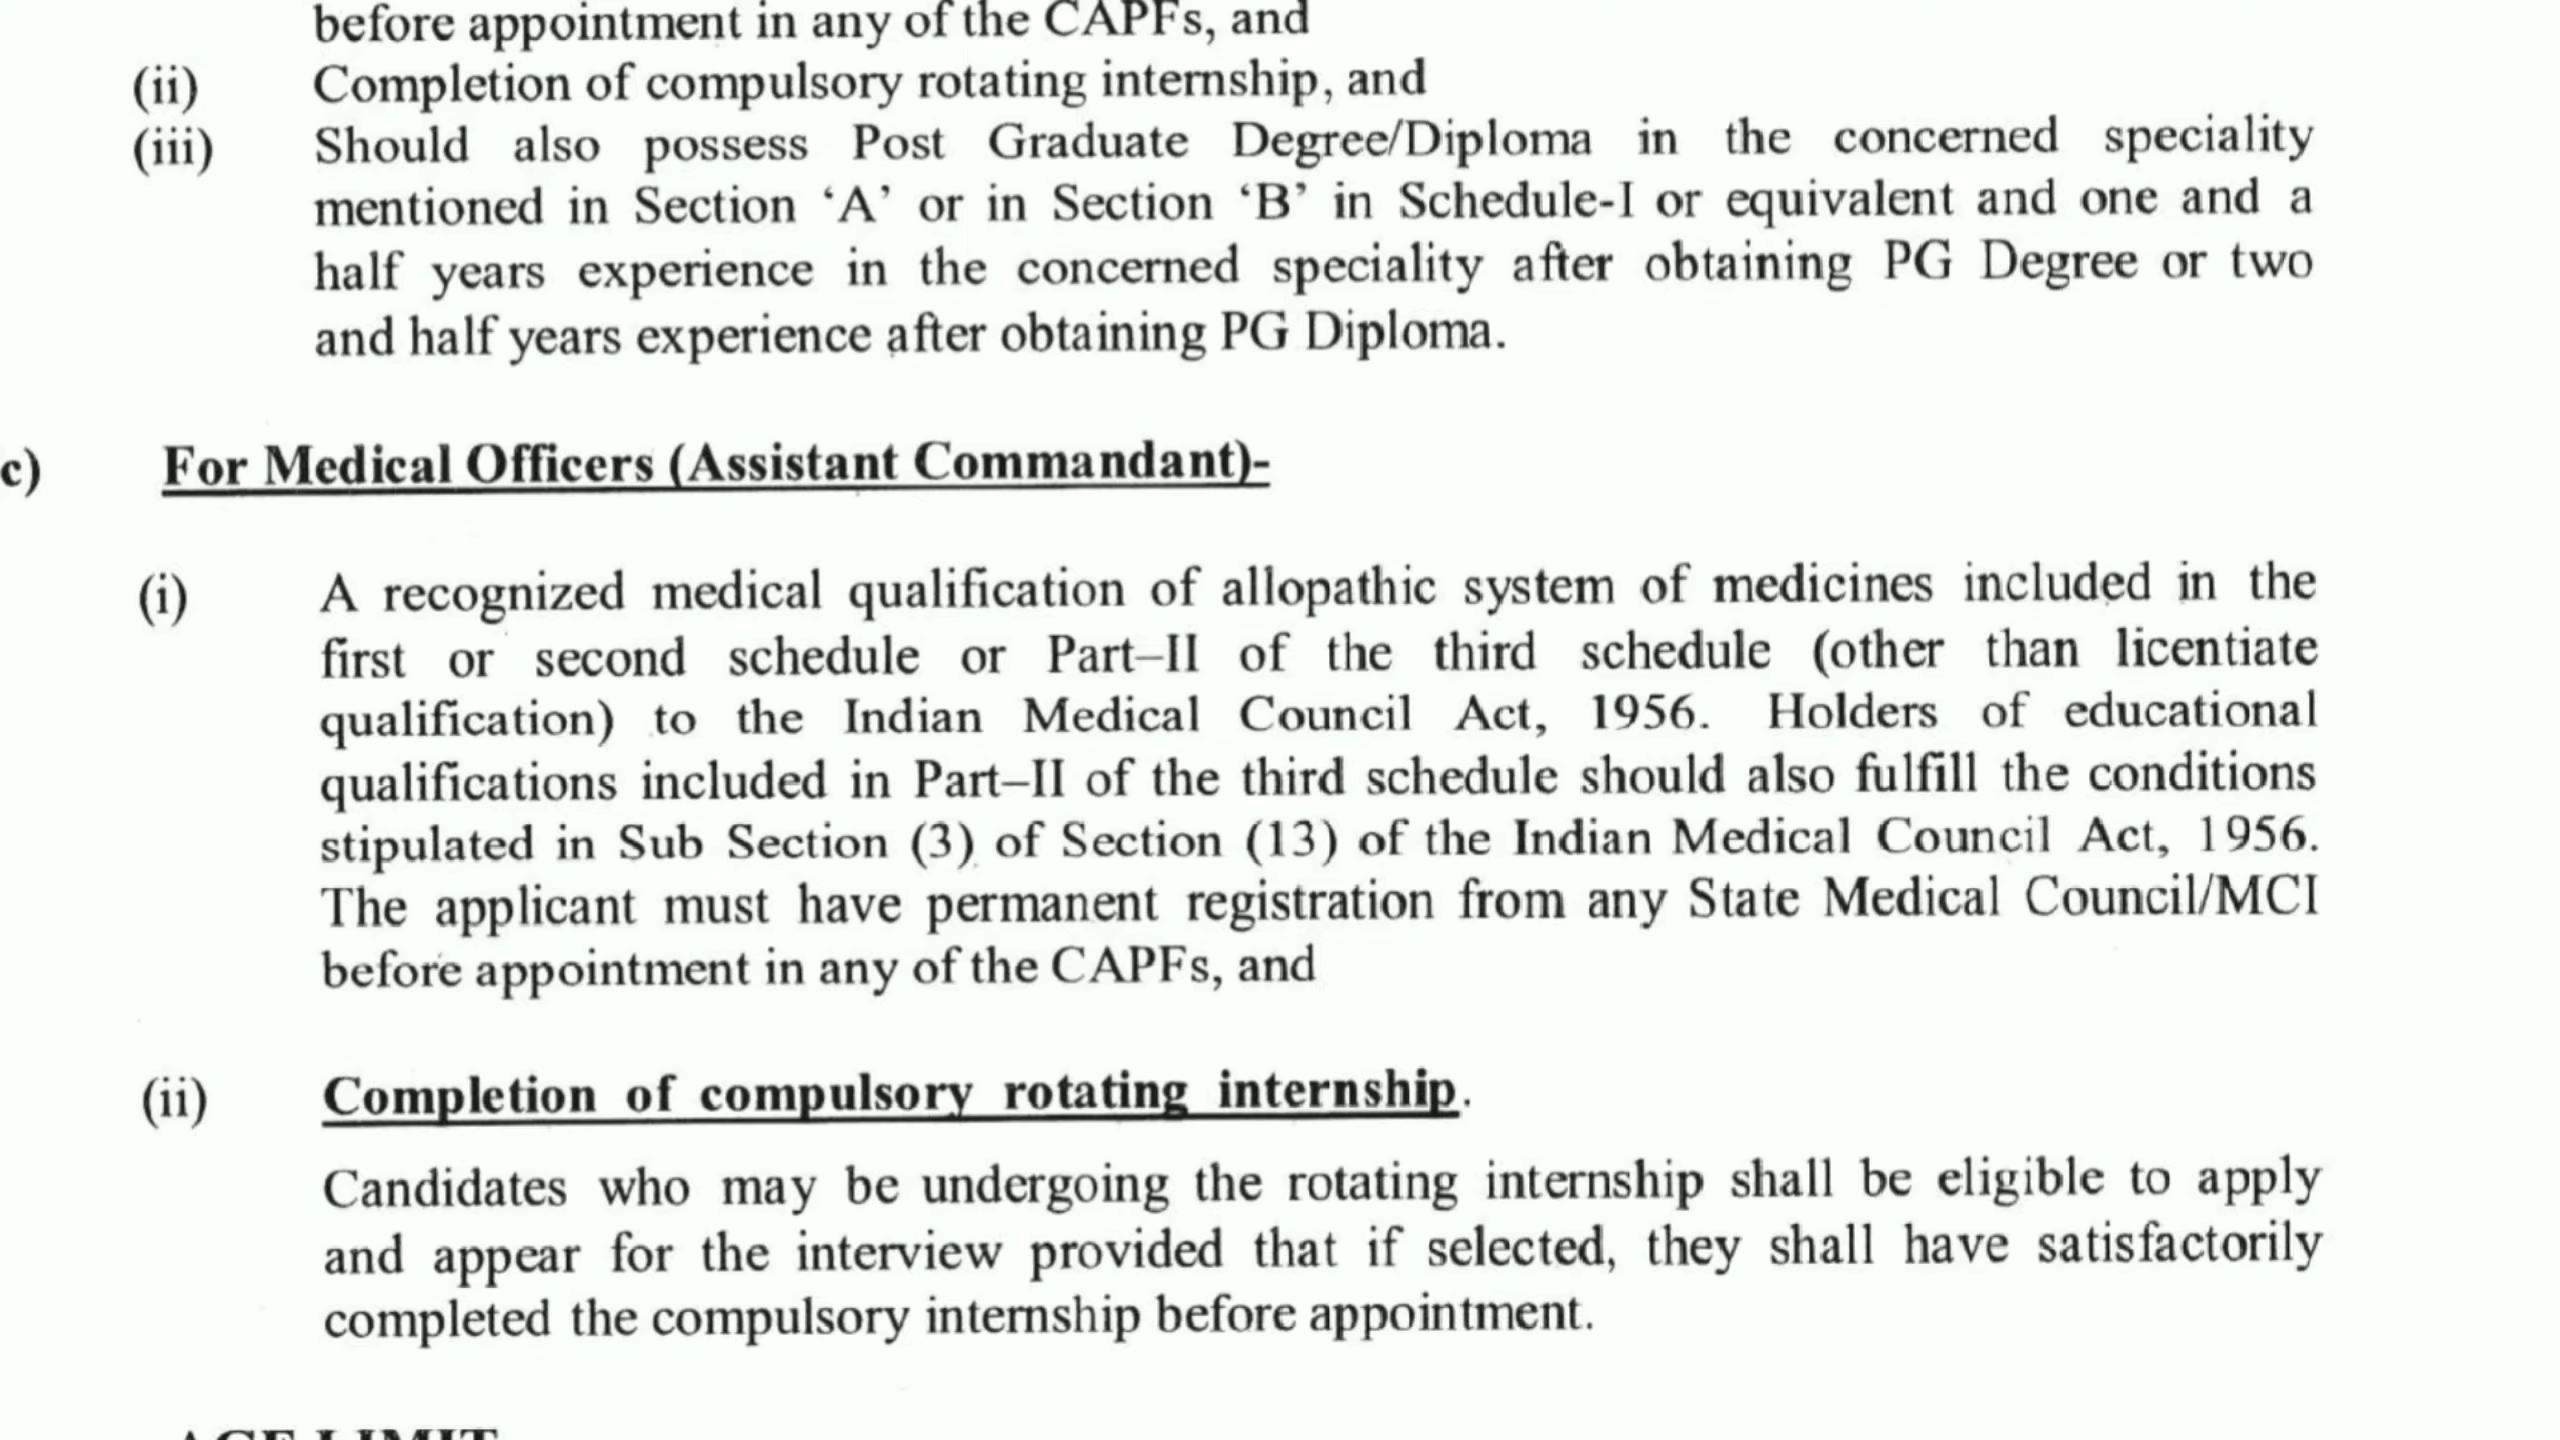 before appointment in any of the CAPFs, and
(ii) Completion of compulsory rotating internship, and
(iii) Should also possess Post Graduate Degree/Diploma in the concerned speciality
mentioned in Section ‘A’ or in Section ‘B’ in Schedule-I or equivalent and one and a
half years experience in the concerned speciality after obtaining PG Degree or two
and half years experience after obtaining PG Diploma.
c) For Medical Officers (Assistant Commandant)-
(i) A recognized medical qualification of allopathic system of medicines included in the
first or second schedule or Part–II of the third schedule (other than licentiate
qualification) to the Indian Medical Council Act, 1956. Holders of educational
qualifications included in Part–II of the third schedule should also fulfill the conditions
stipulated in Sub Section (3) of Section (13) of the Indian Medical Council Act, 1956.
The applicant must have permanent registration from any State Medical Council/MCI
before appointment in any of the CAPFs, and
(ii) Completion of compulsory rotating internship.
Candidates who may be undergoing the rotating internship shall be eligible to apply
and appear for the interview provided that if selected, they shall have satisfactorily
completed the compulsory internship before appointment.
AGE LIMIT